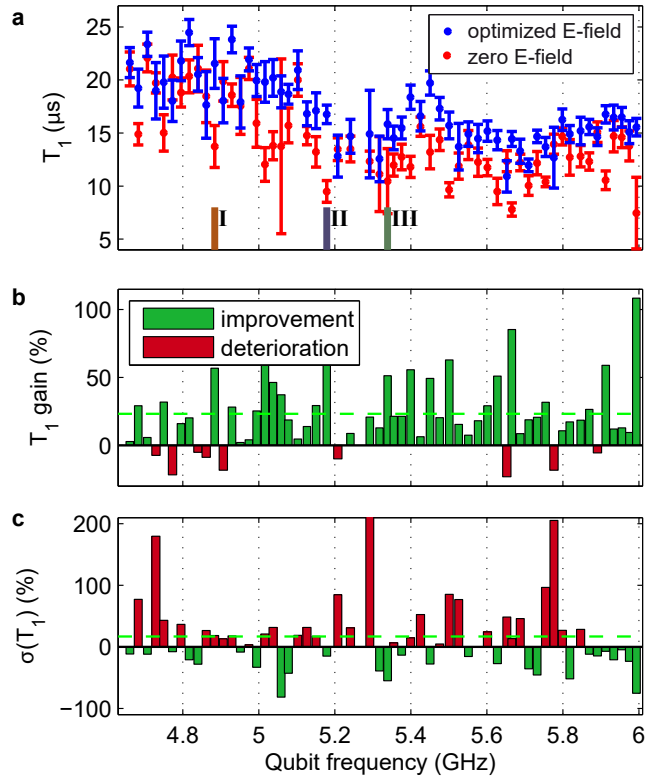 a
25
20
15
10
5
T1 (μs)
optimized E-field
zero E-field
I
II
III
b
100
50
0
T1 gain (%)
improvement
deterioration
c
200
100
0
−100
σ(T1) (%)
4.8
5
5.2
5.4
5.6
5.8
6
Qubit frequency (GHz)